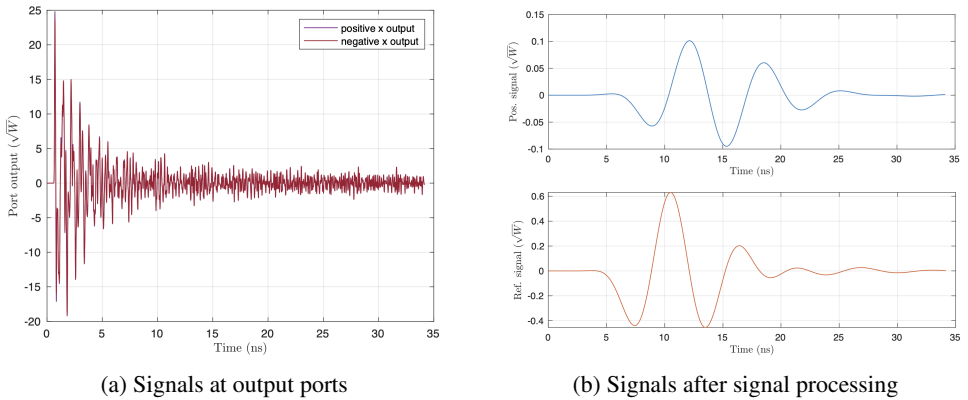 25
20
15
10
5
0
-5
-10
-15
-20
Port output (√W)
positive x output
negative x output
0 5 10 15 20 25 30 35
Time (ns)
(a) Signals at output ports
0.15
0.1
0.05
0
-0.05
-0.1
Pos. signal (√W)
0 5 10 15 20 25 30 35
Time (ns)
0.6
0.4
0.2
0
-0.2
-0.4
Ref. signal (√W)
0 5 10 15 20 25 30 35
Time (ns)
(b) Signals after signal processing